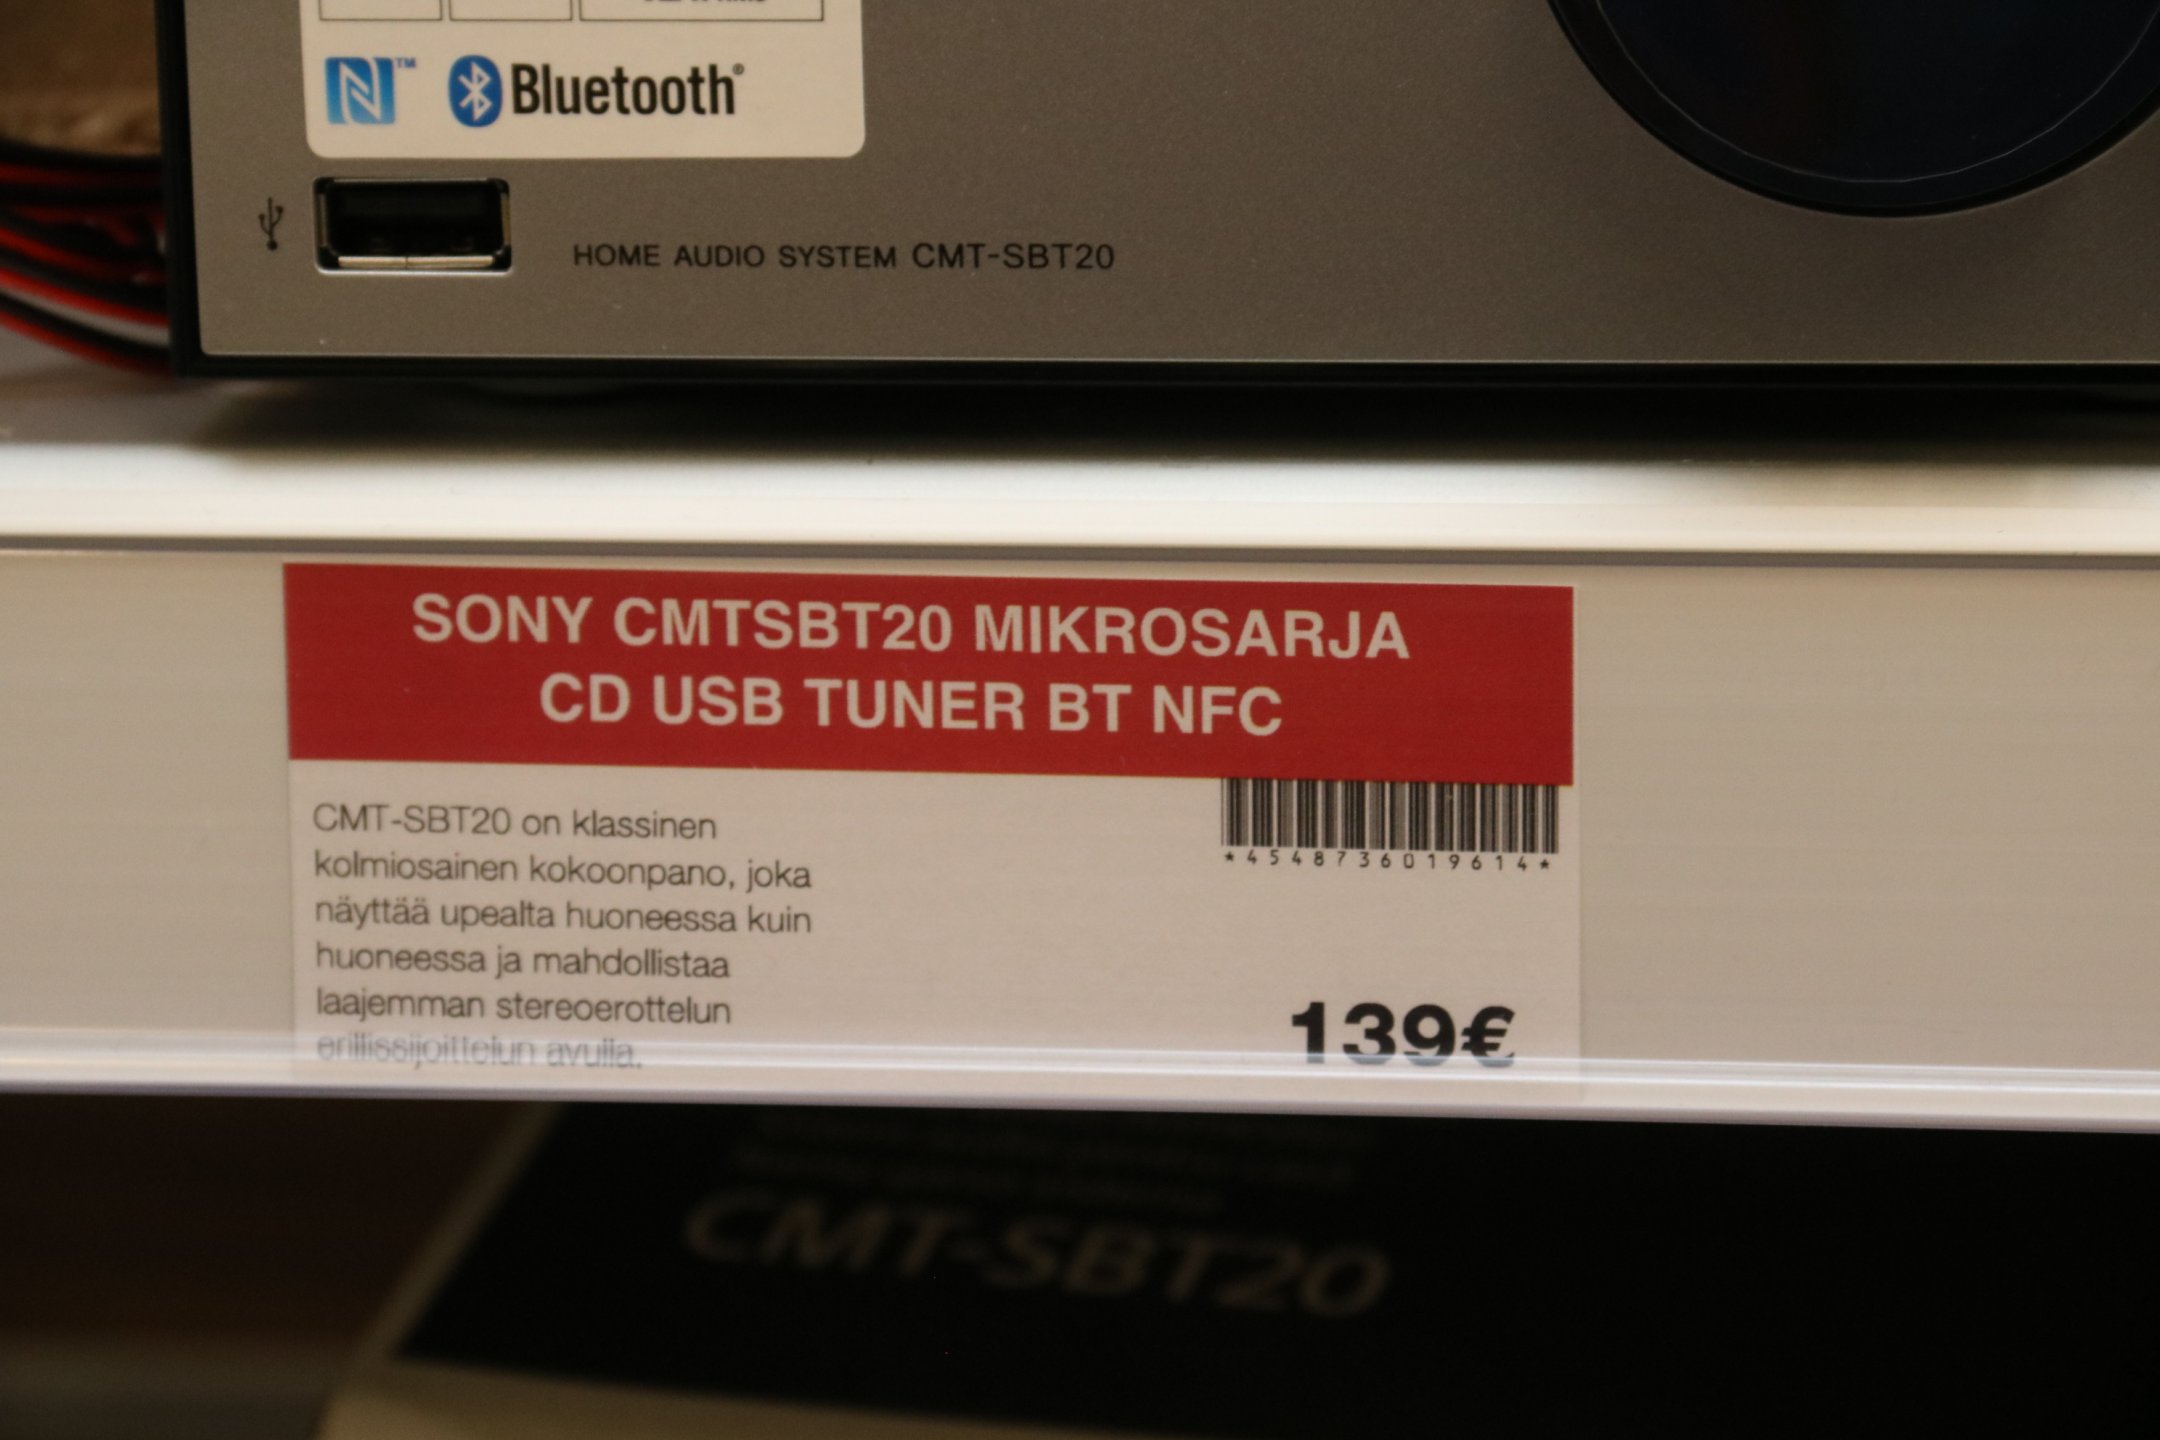 Bluetooth®
HOME AUDIO SYSTEM CMT-SBT20
SONY CMTSBT20 MIKROSARJA
CD USB TUNER BT NFC
CMT-SBT20 on klassinen
kolmiosainen kokoonpano, joka
näyttää upealta huoneessa kuin
huoneessa ja mahdollistaa
laajemman stereoerottelun
erillissijoittelun avulla.
*4548736019614*
139€
CMT-SBT20